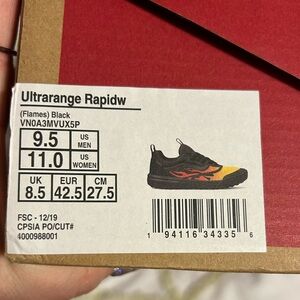 Ultrarange Rapidw
(Flames) Black
VN0A3MVUX5P
9.5 US MEN
11.0 US WOMEN
UK EUR CM
8.5 42.5 27.5
FSC - 12/19
CPSIA PO/CUT#
4000988001
1 94116 34335 6